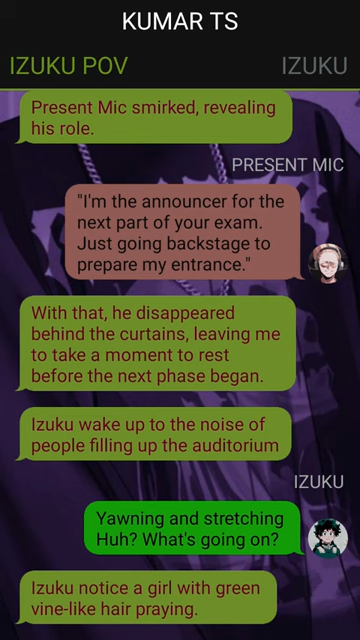 KUMAR TS
IZUKU POV
IZUKU
Present Mic smirked, revealing
his role.
PRESENT MIC
"I'm the announcer for the
next part of your exam.
Just going backstage to
prepare my entrance."
With that, he disappeared
behind the curtains, leaving me
to take a moment to rest
before the next phase began.
Izuku wake up to the noise of
people filling up the auditorium
IZUKU
Yawning and stretching
Huh? What's going on?
Izuku notice a girl with green
vine-like hair praying.